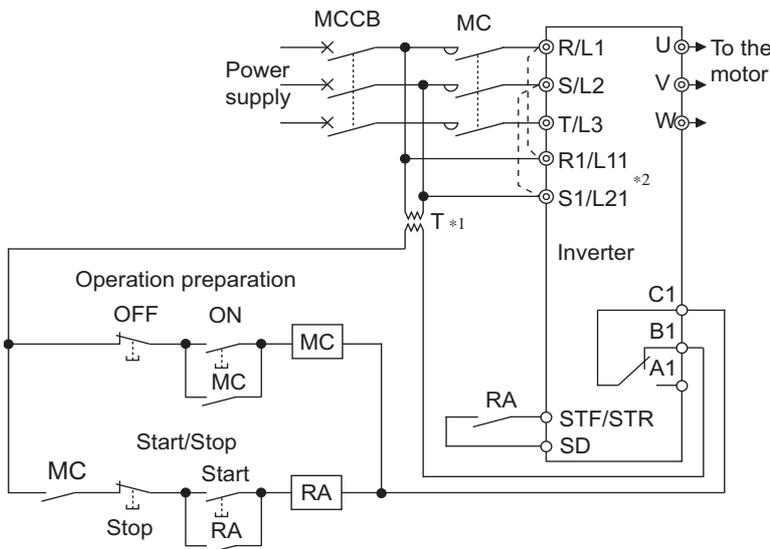 MCCB
MC
Power
supply
R/L1
S/L2
T/L3
R1/L11
*2
S1/L21
U
V
W
To the
motor
T *1
Inverter
Operation preparation
OFF
ON
MC
MC
C1
B1
A1
RA
STF/STR
SD
Start/Stop
MC
Start
RA
Stop
RA